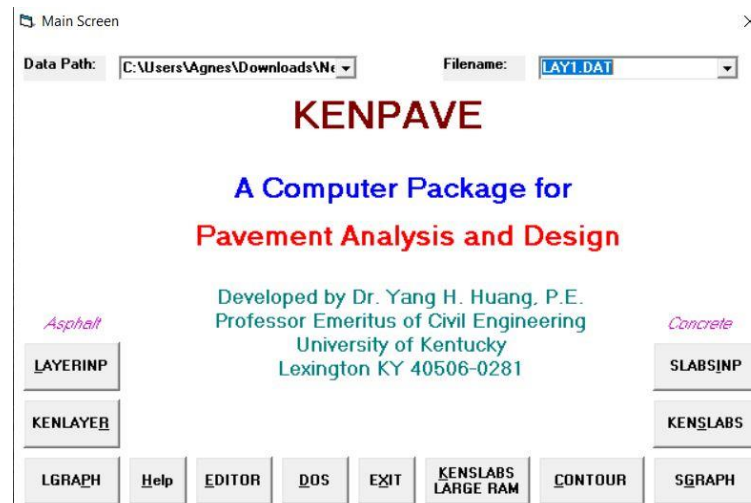 Main Screen
Data Path: C:\Users\Agnes\Downloads\Ne Filename: LAY1.DAT
KENPAVE
A Computer Package for
Pavement Analysis and Design
Developed by Dr. Yang H. Huang, P.E.
Professor Emeritus of Civil Engineering
University of Kentucky
Lexington KY 40506-0281
Asphalt Concrete
LAYERINP SLABSINP
KENLAYER KENSLABS
LGRAPH Help EDITOR DOS EXIT KENSLABS LARGE RAM CONTOUR SGRAPH